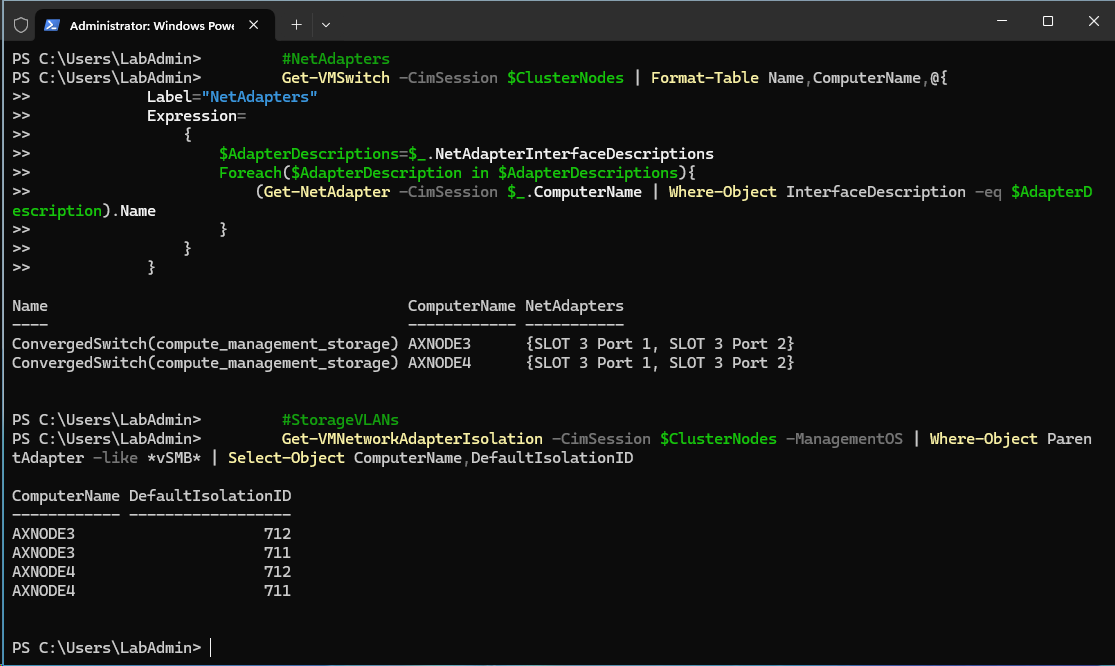 Administrator: Windows Powe
PS C:\Users\LabAdmin>         #NetAdapters
PS C:\Users\LabAdmin>         Get-VMSwitch -CimSession $ClusterNodes | Format-Table Name,ComputerName,@{
>>             Label="NetAdapters"
>>             Expression=
>>                 {
>>                     $AdapterDescriptions=$_.NetAdapterInterfaceDescriptions
>>                     Foreach($AdapterDescription in $AdapterDescriptions){
>>                         (Get-NetAdapter -CimSession $_.ComputerName | Where-Object InterfaceDescription -eq $AdapterD
escription).Name
>>                     }
>>                 }
>>             }
Name                                        ComputerName NetAdapters
----                                        ------------ -----------
ConvergedSwitch(compute_management_storage) AXNODE3      {SLOT 3 Port 1, SLOT 3 Port 2}
ConvergedSwitch(compute_management_storage) AXNODE4      {SLOT 3 Port 1, SLOT 3 Port 2}
PS C:\Users\LabAdmin>         #StorageVLANs
PS C:\Users\LabAdmin>         Get-VMNetworkAdapterIsolation -CimSession $ClusterNodes -ManagementOS | Where-Object Paren
tAdapter -like *vSMB* | Select-Object ComputerName,DefaultIsolationID
ComputerName DefaultIsolationID
------------ ------------------
AXNODE3                     712
AXNODE3                     711
AXNODE4                     712
AXNODE4                     711
PS C:\Users\LabAdmin>